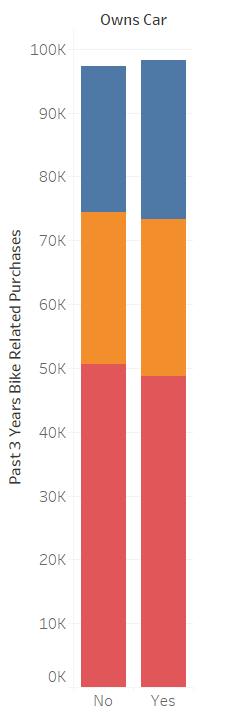 Owns Car
100K
90K
80K
70K
60K
50K
40K
30K
20K
10K
0K
Past 3 Years Bike Related Purchases
No
Yes